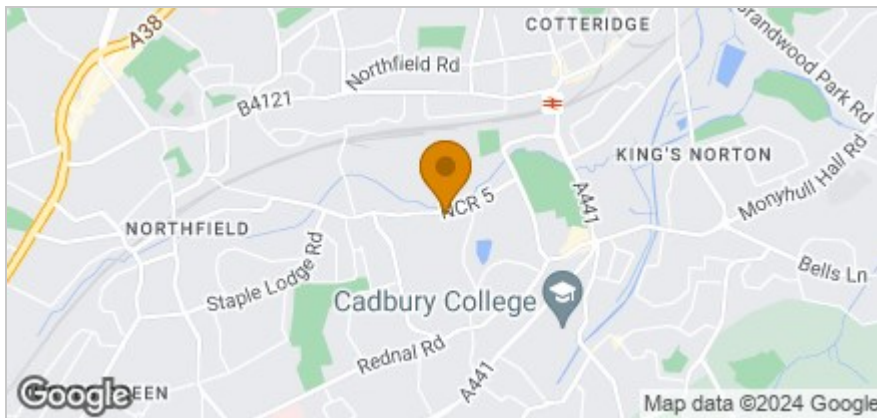 COTTERIDGE
A38
Northfield Rd
Brandwood Park Rd
B4121
KING'S NORTON
Monyhull Hall Rd
A441
NCR 5
NORTHFIELD
Staple Lodge Rd
Bells Ln
Cadbury College
Rednal Rd
A441
Google
EEN
Map data ©2024 Google